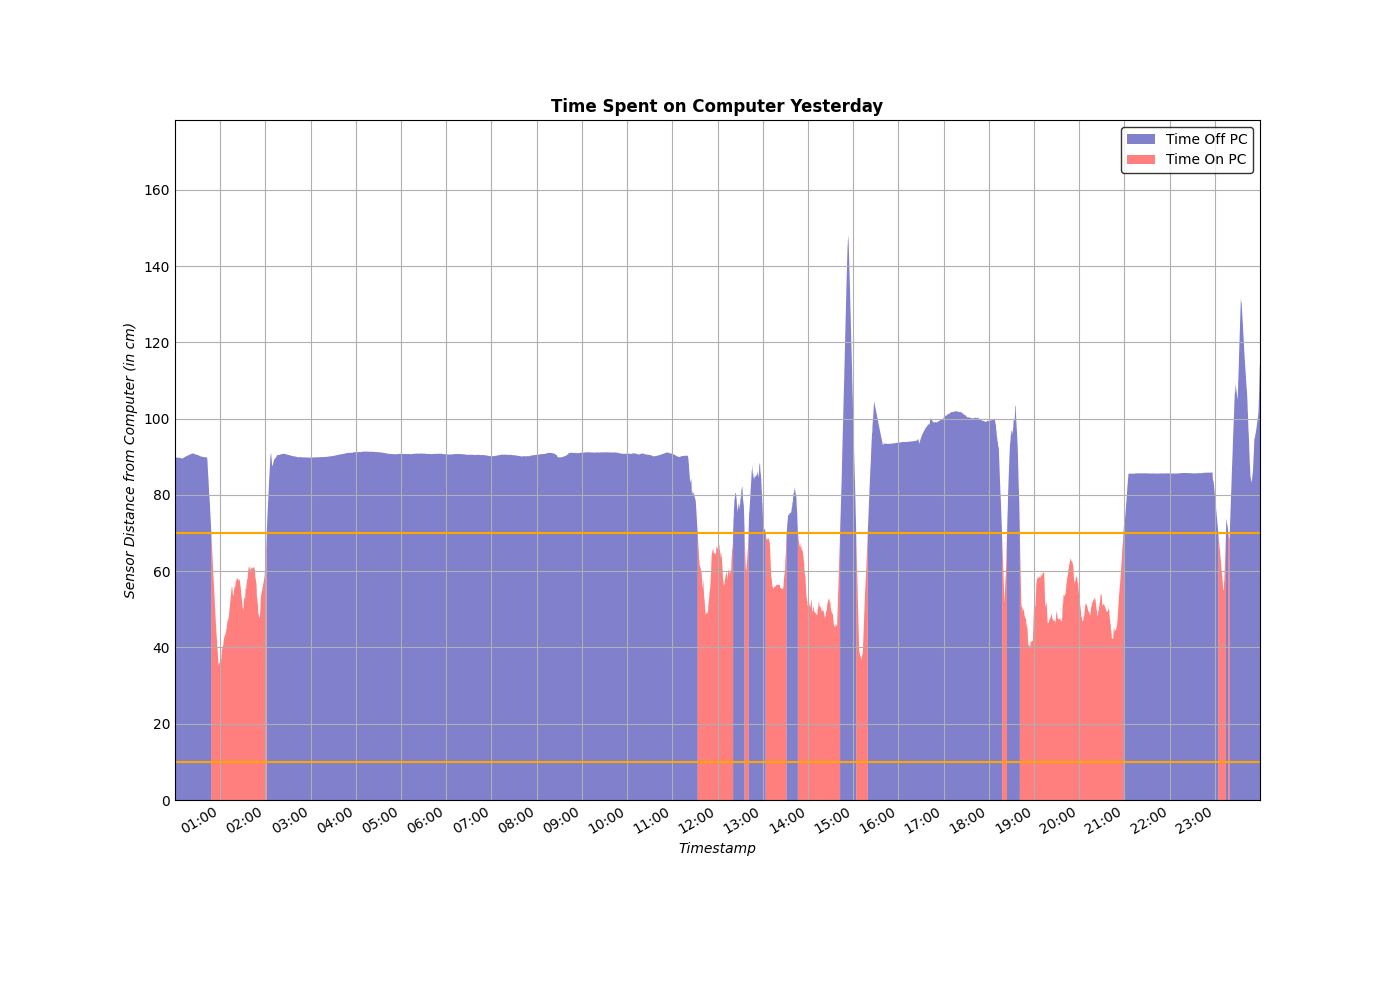 Time Spent on Computer Yesterday
Time Off PC
Time On PC
Sensor Distance from Computer (in cm)
160
140
120
100
80
60
40
20
0
01:00 02:00 03:00 04:00 05:00 06:00 07:00 08:00 09:00 10:00 11:00 12:00 13:00 14:00 15:00 16:00 17:00 18:00 19:00 20:00 21:00 22:00 23:00
Timestamp